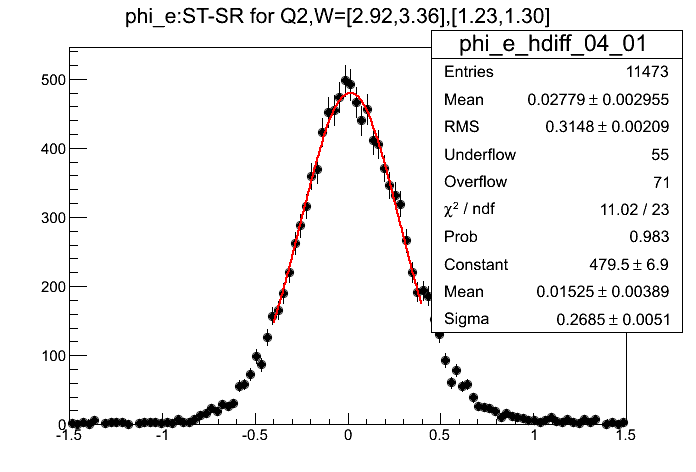 phi_e:ST-SR for Q2,W=[2.92,3.36],[1.23,1.30]
phi_e_hdiff_04_01
Entries 11473
Mean 0.02779 ± 0.002955
RMS 0.3148 ± 0.00209
Underflow 55
Overflow 71
χ² / ndf 11.02 / 23
Prob 0.983
Constant 479.5 ± 6.9
Mean 0.01525 ± 0.00389
Sigma 0.2685 ± 0.0051
500
400
300
200
100
0
-1.5 -1 -0.5 0 0.5 1 1.5